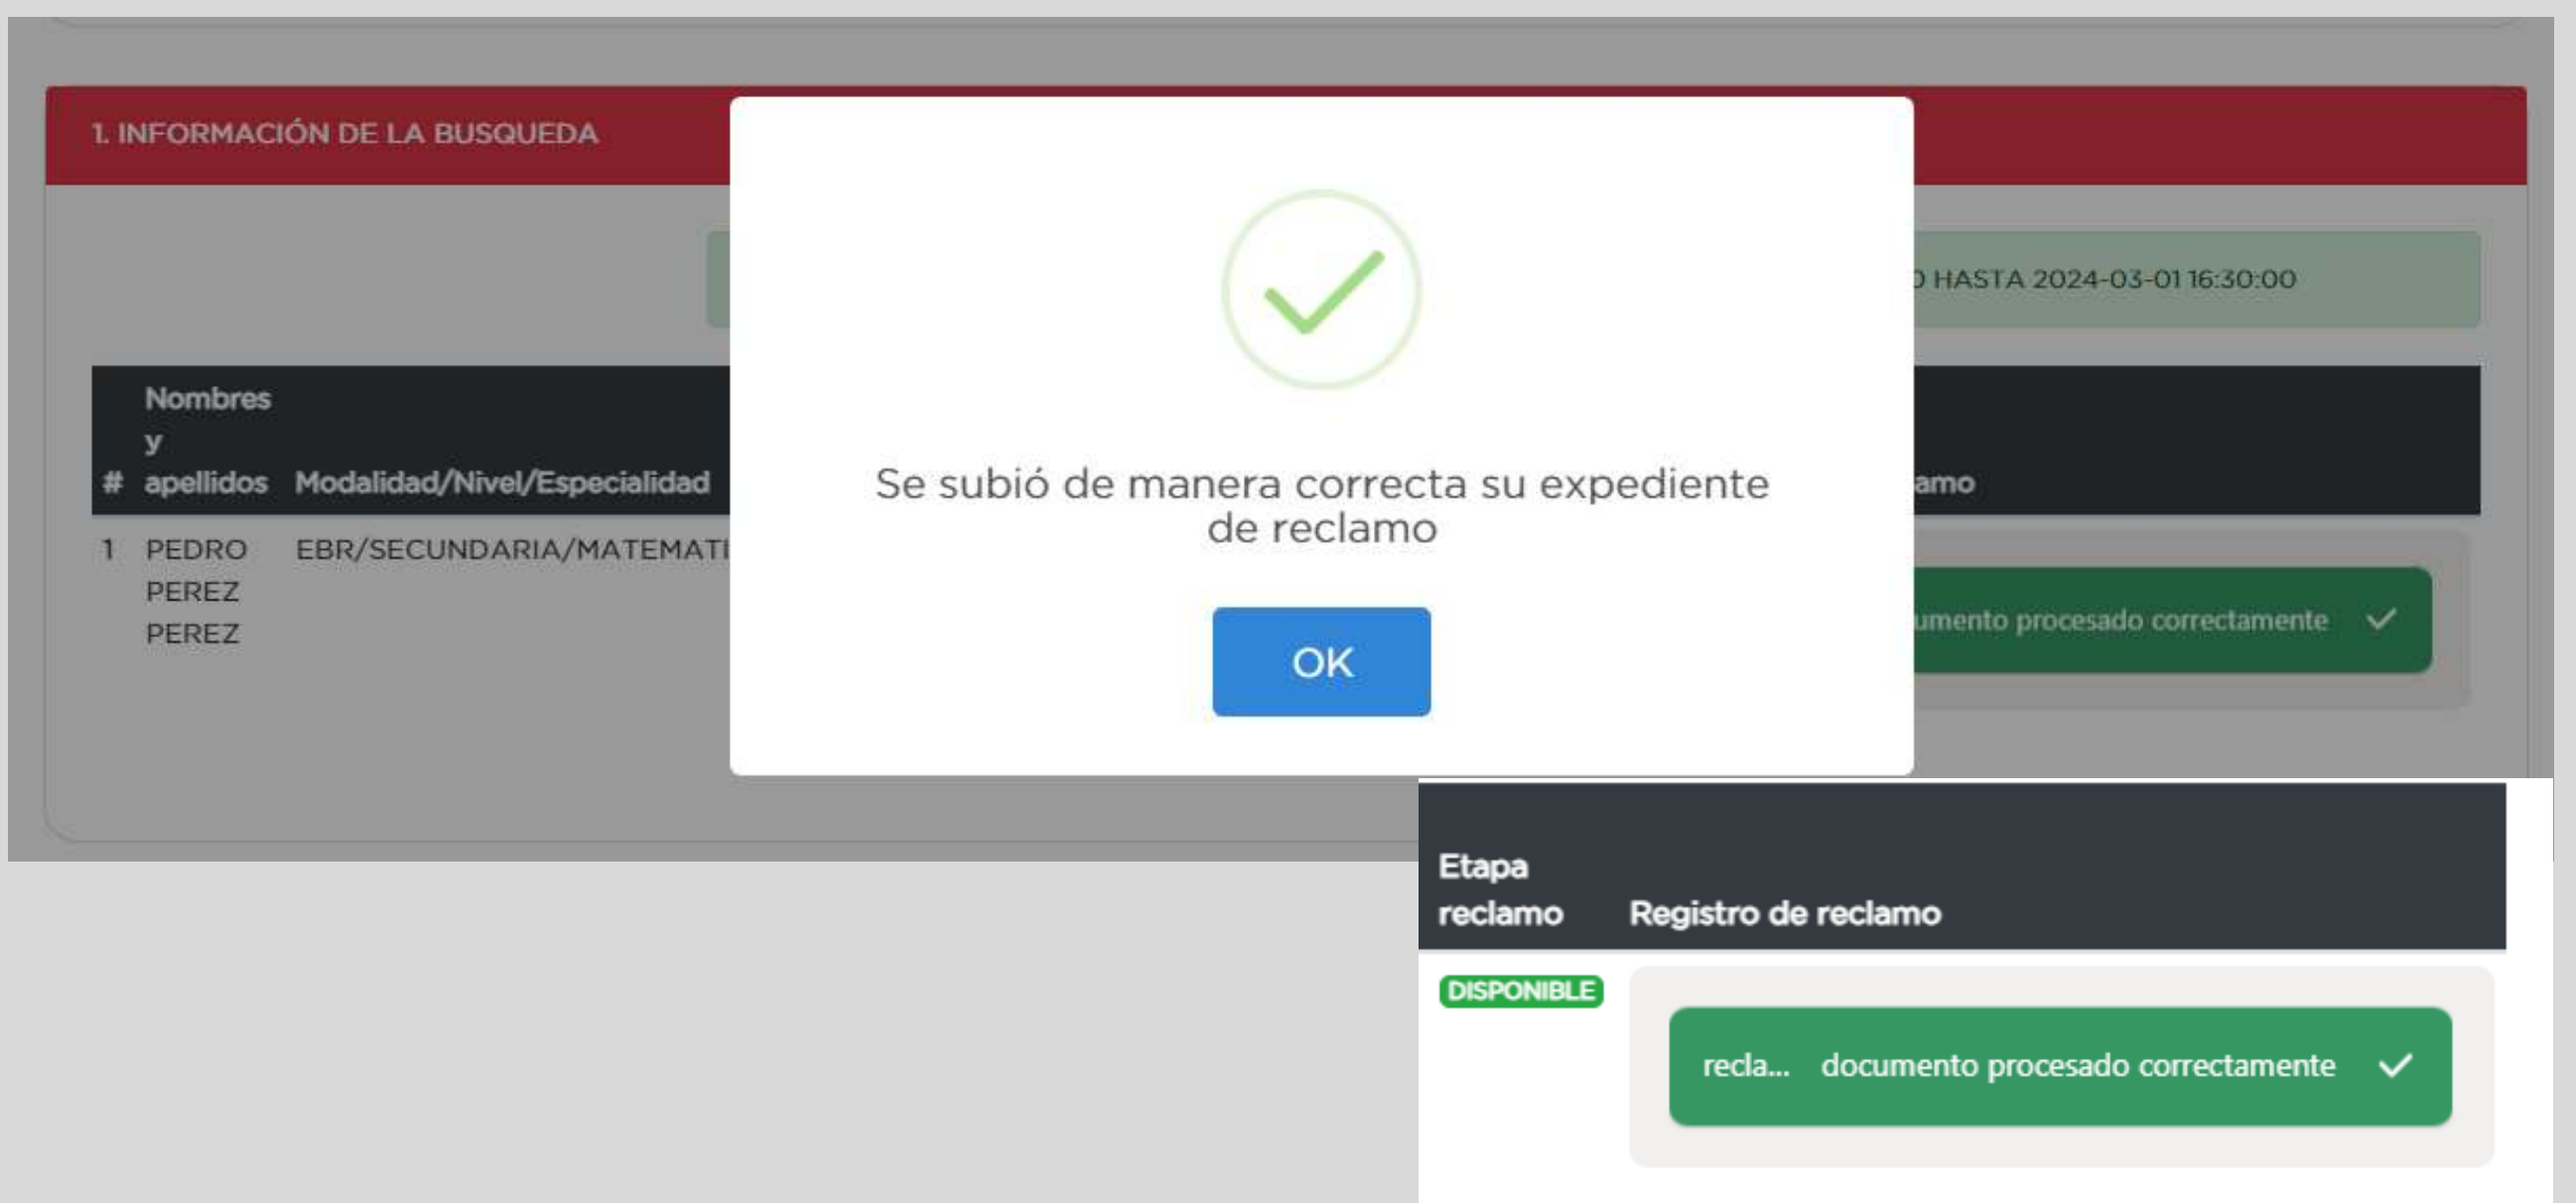 1. INFORMACIÓN DE LA BUSQUEDA
HASTA 2024-03-01 16:30:00
Nombres
y
# apellidos Modalidad/Nivel/Especialidad
amo
1 PEDRO EBR/SECUNDARIA/MATEMATI
PEREZ
PEREZ
umento procesado correctamente
Se subió de manera correcta su expediente
de reclamo
OK
Etapa
reclamo Registro de reclamo
DISPONIBLE
recla... documento procesado correctamente